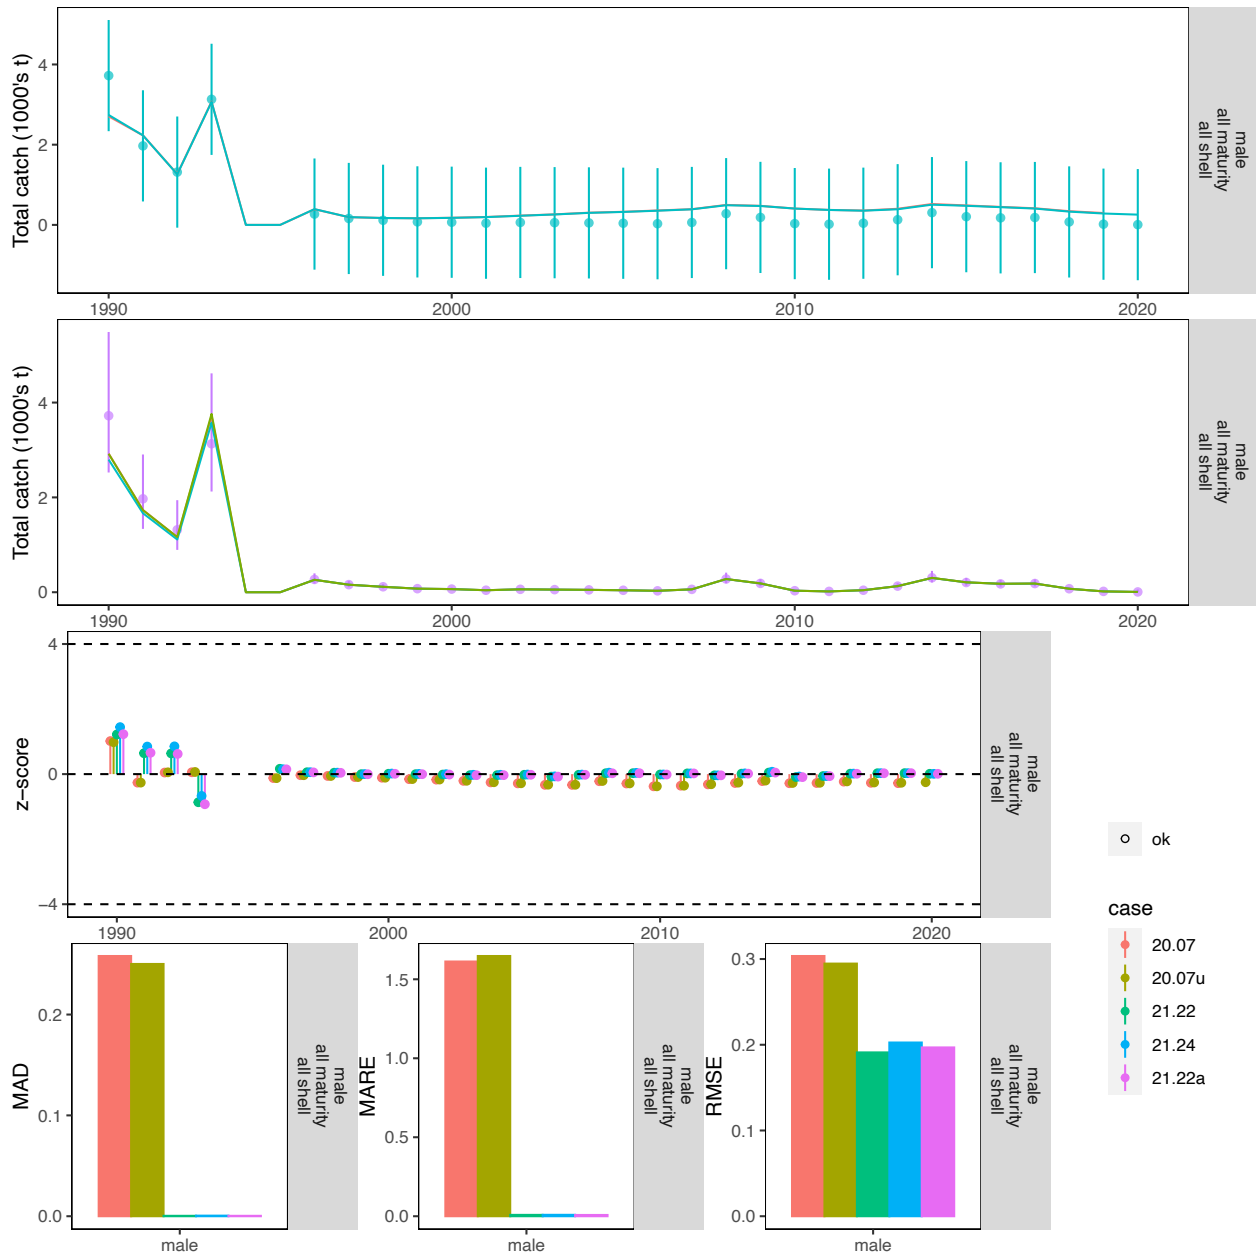 Total catch (1000's t)
4
2
0
male
all maturity
all shell
1990
2000
2010
2020
Total catch (1000's t)
4
2
0
male
all maturity
all shell
1990
2000
2010
2020
z−score
4
0
−4
male
all maturity
all shell
1990
2000
2010
2020
ok
case
20.07
20.07u
21.22
21.24
21.22a
MAD
0.2
0.1
0.0
male
male
all maturity
all shell
MARE
1.5
1.0
0.5
0.0
male
male
all maturity
all shell
RMSE
0.3
0.2
0.1
0.0
male
male
all maturity
all shell